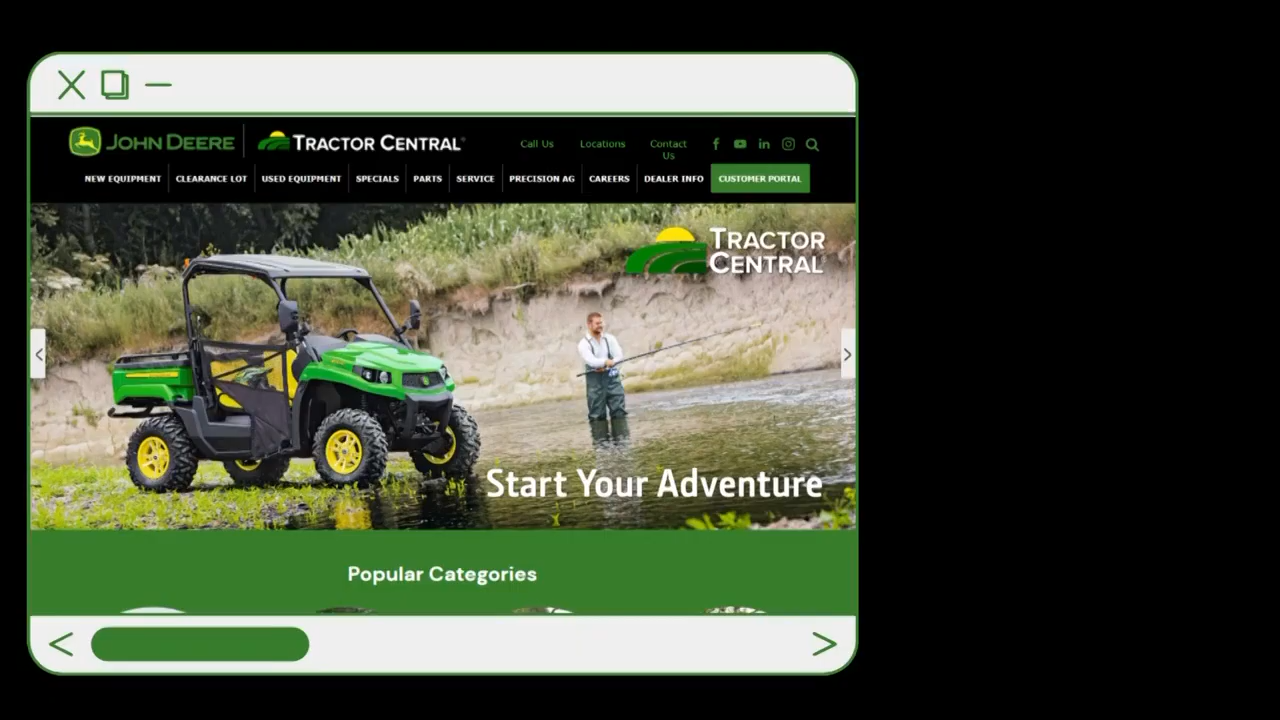 JOHN DEERE
TRACTOR CENTRAL
Call Us
Locations
Contact
Us
NEW EQUIPMENT
CLEARANCE LOT
USED EQUIPMENT
SPECIALS
PARTS
SERVICE
PRECISION AG
CAREERS
DEALER INFO
CUSTOMER PORTAL
TRACTOR
CENTRAL
Start Your Adventure
Popular Categories